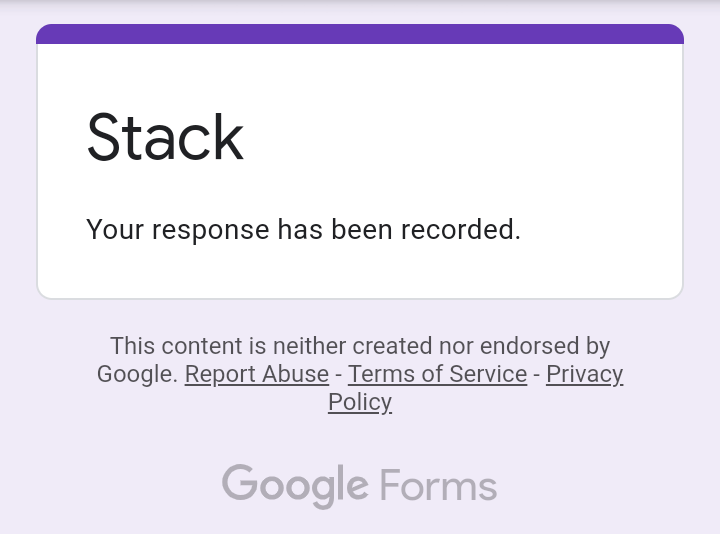 Stack
Your response has been recorded.
This content is neither created nor endorsed by
Google. Report Abuse - Terms of Service - Privacy
Policy
Google Forms